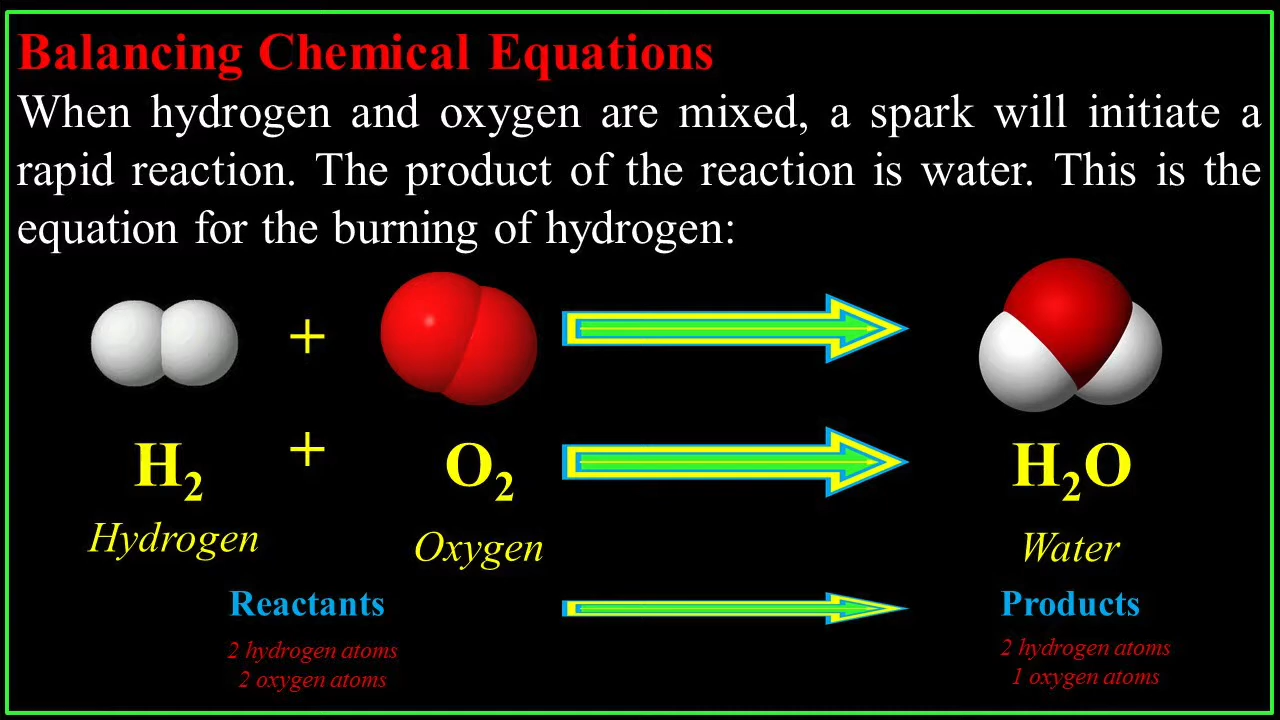 Balancing Chemical Equations
When hydrogen and oxygen are mixed, a spark will initiate a
rapid reaction. The product of the reaction is water. This is the
equation for the burning of hydrogen:
+
+
H₂ O₂ H₂O
Hydrogen Oxygen Water
Reactants Products
2 hydrogen atoms 2 hydrogen atoms
2 oxygen atoms 1 oxygen atoms